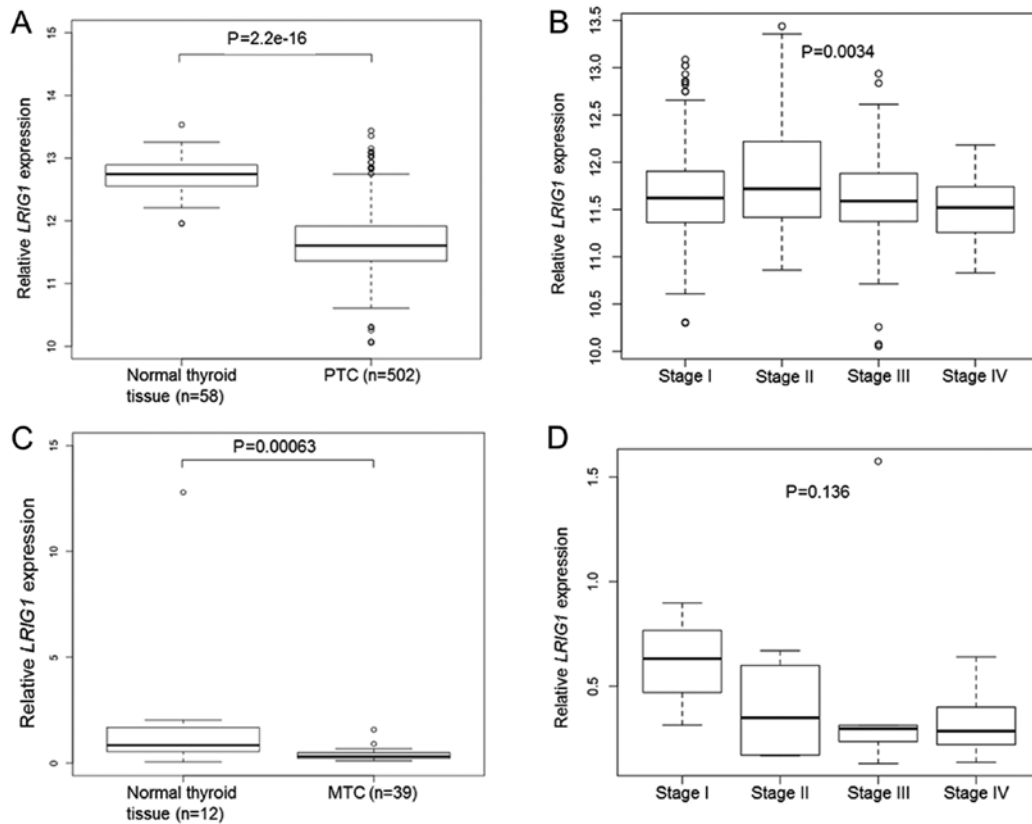 A
P=2.2e-16
Relative LRIG1 expression
15
14
13
12
11
10
Normal thyroid
tissue (n=58)
PTC (n=502)
B
P=0.0034
Relative LRIG1 expression
13.5
13.0
12.5
12.0
11.5
11.0
10.5
10.0
Stage I
Stage II
Stage III
Stage IV
C
P=0.00063
Relative LRIG1 expression
15
10
5
0
Normal thyroid
tissue (n=12)
MTC (n=39)
D
P=0.136
Relative LRIG1 expression
1.5
1.0
0.5
Stage I
Stage II
Stage III
Stage IV